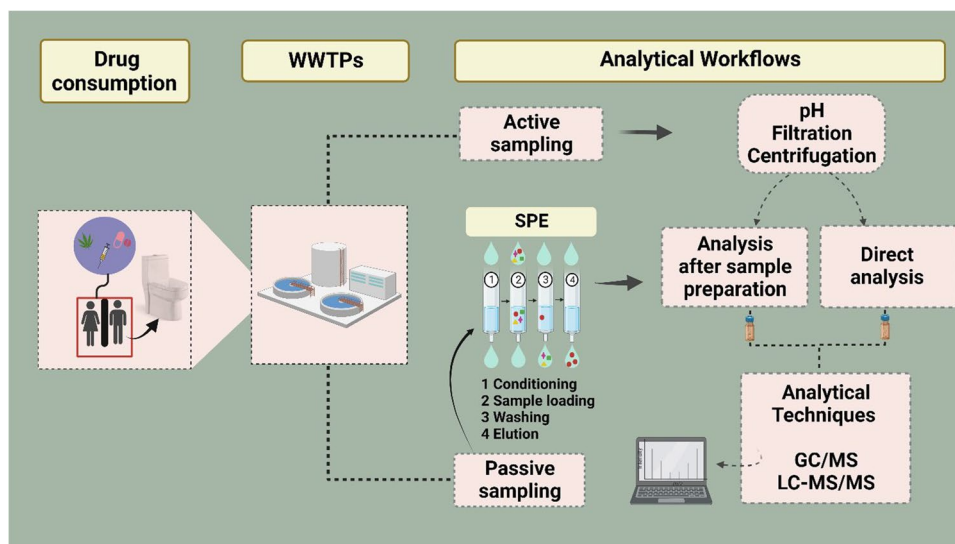 Drug
consumption
WWTPs
Analytical Workflows
Active
sampling
pH
Filtration
Centrifugation
SPE
1
2
3
4
Analysis
after sample
preparation
Direct
analysis
1 Conditioning
2 Sample loading
3 Washing
4 Elution
Passive
sampling
Analytical
Techniques
GC/MS
LC-MS/MS